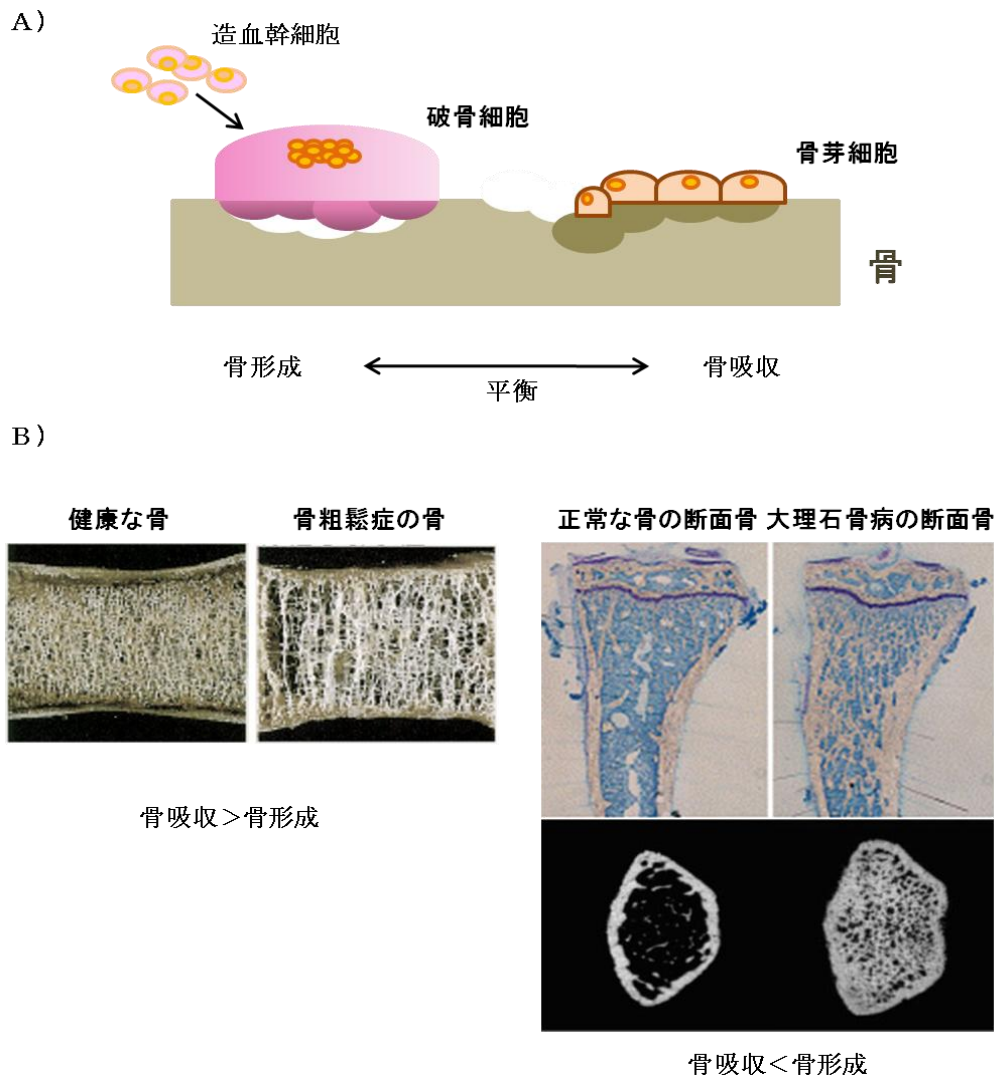 A）
造血幹細胞
破骨細胞
骨芽細胞
骨
骨形成
骨吸収
平衡
B）
健康な骨
骨粗鬆症の骨
正常な骨の断面骨
大理石骨病の断面骨
骨吸収＞骨形成
骨吸収＜骨形成